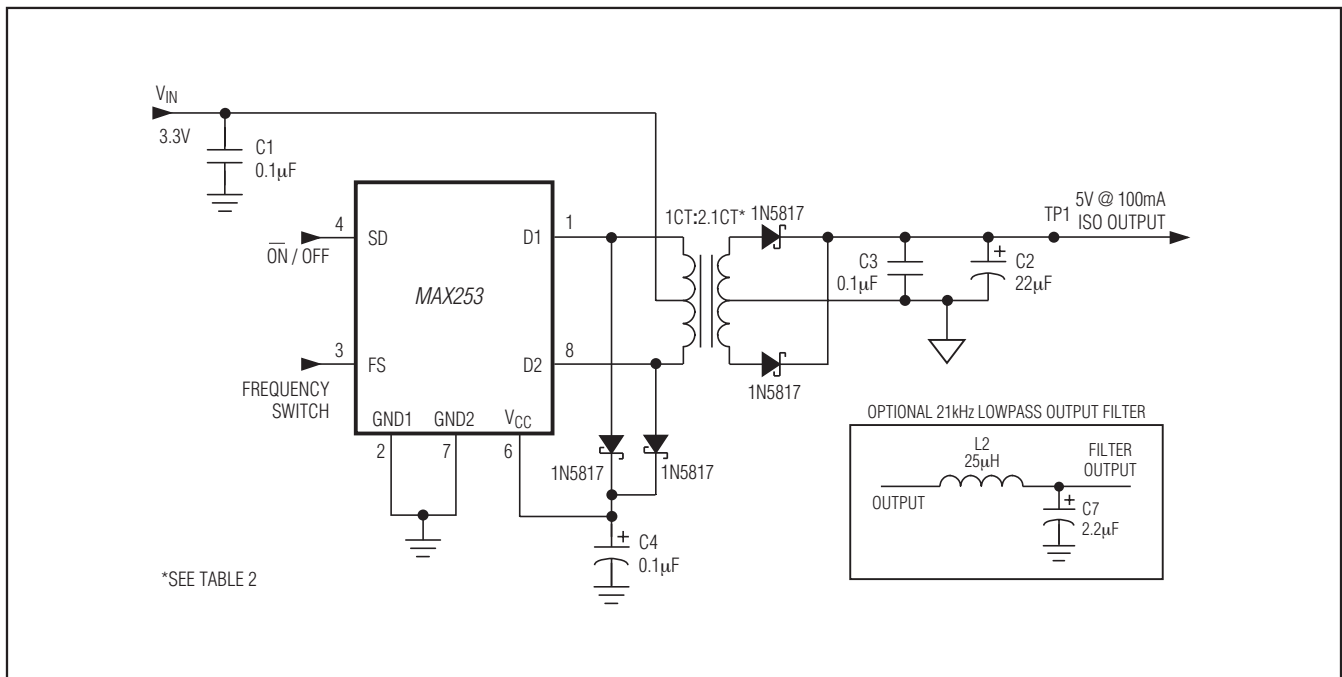 V_IN
3.3V
C1
0.1μF
4
SD
O̅N̅ / OFF
MAX253
3
FS
FREQUENCY
SWITCH
GND1
GND2
V_CC
2
7
6
D1
1
D2
8
1CT:2.1CT*
1N5817
1N5817
1N5817
1N5817
C4
0.1μF
C3
0.1μF
C2
22μF
TP1
5V @ 100mA
ISO OUTPUT
OPTIONAL 21kHz LOWPASS OUTPUT FILTER
L2
25μH
OUTPUT
FILTER
OUTPUT
C7
2.2μF
*SEE TABLE 2